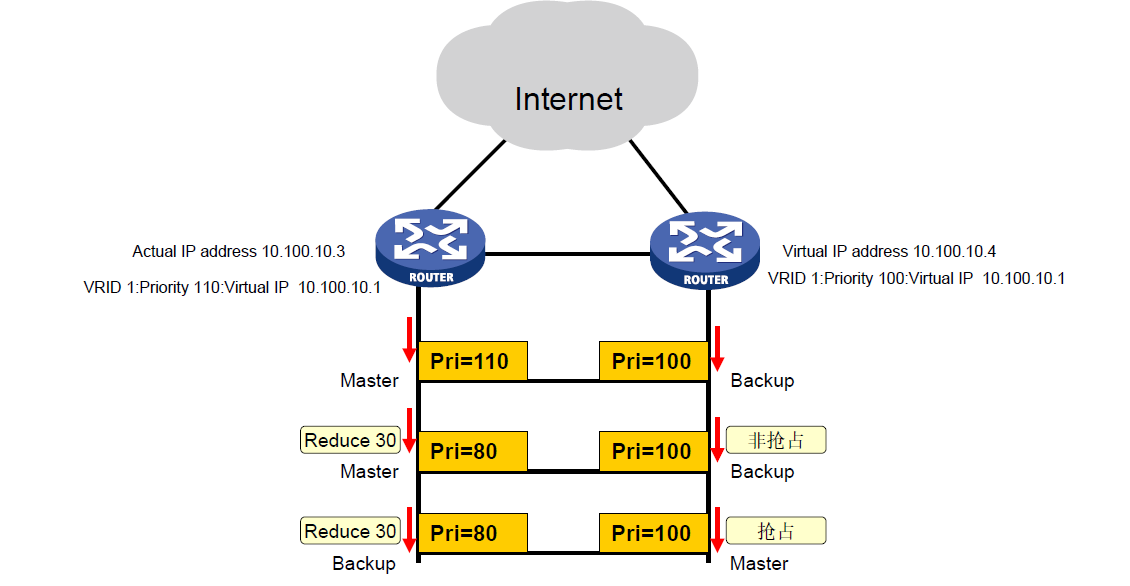 Internet
Actual IP address 10.100.10.3
Virtual IP address 10.100.10.4
VRID 1:Priority 110:Virtual IP 10.100.10.1
VRID 1:Priority 100:Virtual IP 10.100.10.1
ROUTER
ROUTER
Pri=110
Pri=100
Master
Backup
Reduce 30
Pri=80
Pri=100
非抢占
Master
Backup
Reduce 30
Pri=80
Pri=100
抢占
Backup
Master